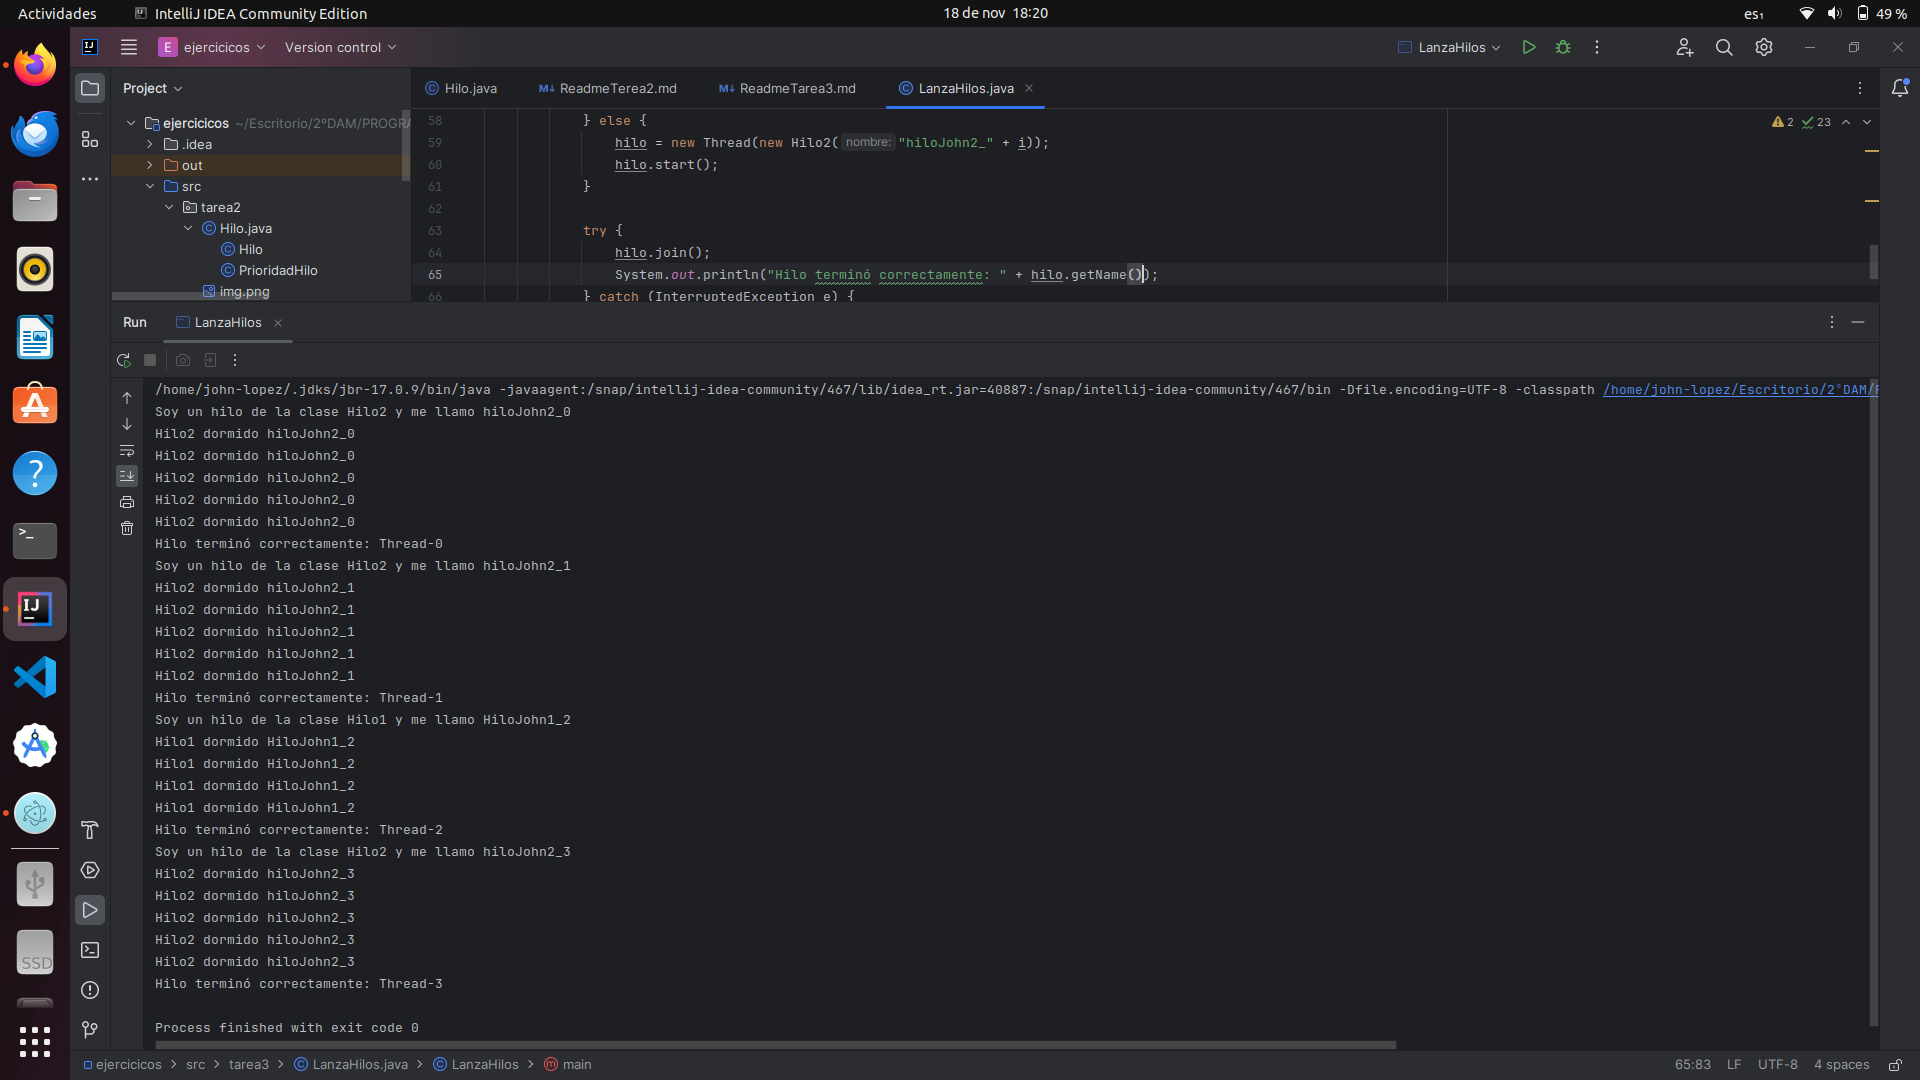 Actividades IntelliJ IDEA Community Edition 18 de nov 18:20 es₁ 49 %
E ejercicicos Version control LanzaHilos
Project Hilo.java M↓ ReadmeTerea2.md M↓ ReadmeTarea3.md LanzaHilos.java
ejercicicos ~/Escritorio/2ºDAM/PROGRA
.idea
out
src
tarea2
Hilo.java
Hilo
PrioridadHilo
img.png
2 23
58 } else {
59 hilo = new Thread(new Hilo2( nombre: "hiloJohn2_" + i));
60 hilo.start();
61 }
62
63 try {
64 hilo.join();
65 System.out.println("Hilo terminó correctamente: " + hilo.getName());
66 } catch (InterruptedException e) {
Run LanzaHilos
/home/john-lopez/.jdks/jbr-17.0.9/bin/java -javaagent:/snap/intellij-idea-community/467/lib/idea_rt.jar=40887:/snap/intellij-idea-community/467/bin -Dfile.encoding=UTF-8 -classpath /home/john-lopez/Escritorio/2ºDAM/
Soy un hilo de la clase Hilo2 y me llamo hiloJohn2_0
Hilo2 dormido hiloJohn2_0
Hilo2 dormido hiloJohn2_0
Hilo2 dormido hiloJohn2_0
Hilo2 dormido hiloJohn2_0
Hilo2 dormido hiloJohn2_0
Hilo terminó correctamente: Thread-0
Soy un hilo de la clase Hilo2 y me llamo hiloJohn2_1
Hilo2 dormido hiloJohn2_1
Hilo2 dormido hiloJohn2_1
Hilo2 dormido hiloJohn2_1
Hilo2 dormido hiloJohn2_1
Hilo2 dormido hiloJohn2_1
Hilo terminó correctamente: Thread-1
Soy un hilo de la clase Hilo1 y me llamo HiloJohn1_2
Hilo1 dormido HiloJohn1_2
Hilo1 dormido HiloJohn1_2
Hilo1 dormido HiloJohn1_2
Hilo1 dormido HiloJohn1_2
Hilo terminó correctamente: Thread-2
Soy un hilo de la clase Hilo2 y me llamo hiloJohn2_3
Hilo2 dormido hiloJohn2_3
Hilo2 dormido hiloJohn2_3
Hilo2 dormido hiloJohn2_3
Hilo2 dormido hiloJohn2_3
Hilo2 dormido hiloJohn2_3
Hilo terminó correctamente: Thread-3
Process finished with exit code 0
SSD
ejercicicos > src > tarea3 > LanzaHilos.java > LanzaHilos > main 65:83 LF UTF-8 4 spaces